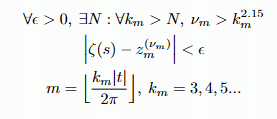 ∀ϵ > 0, ∃N : ∀k_m > N, ν_m > k_m^{2.15}
|ζ(s) − z_m^{(ν_m)}| < ϵ
m = ⌊k_m|t| / 2π⌋, k_m = 3, 4, 5...